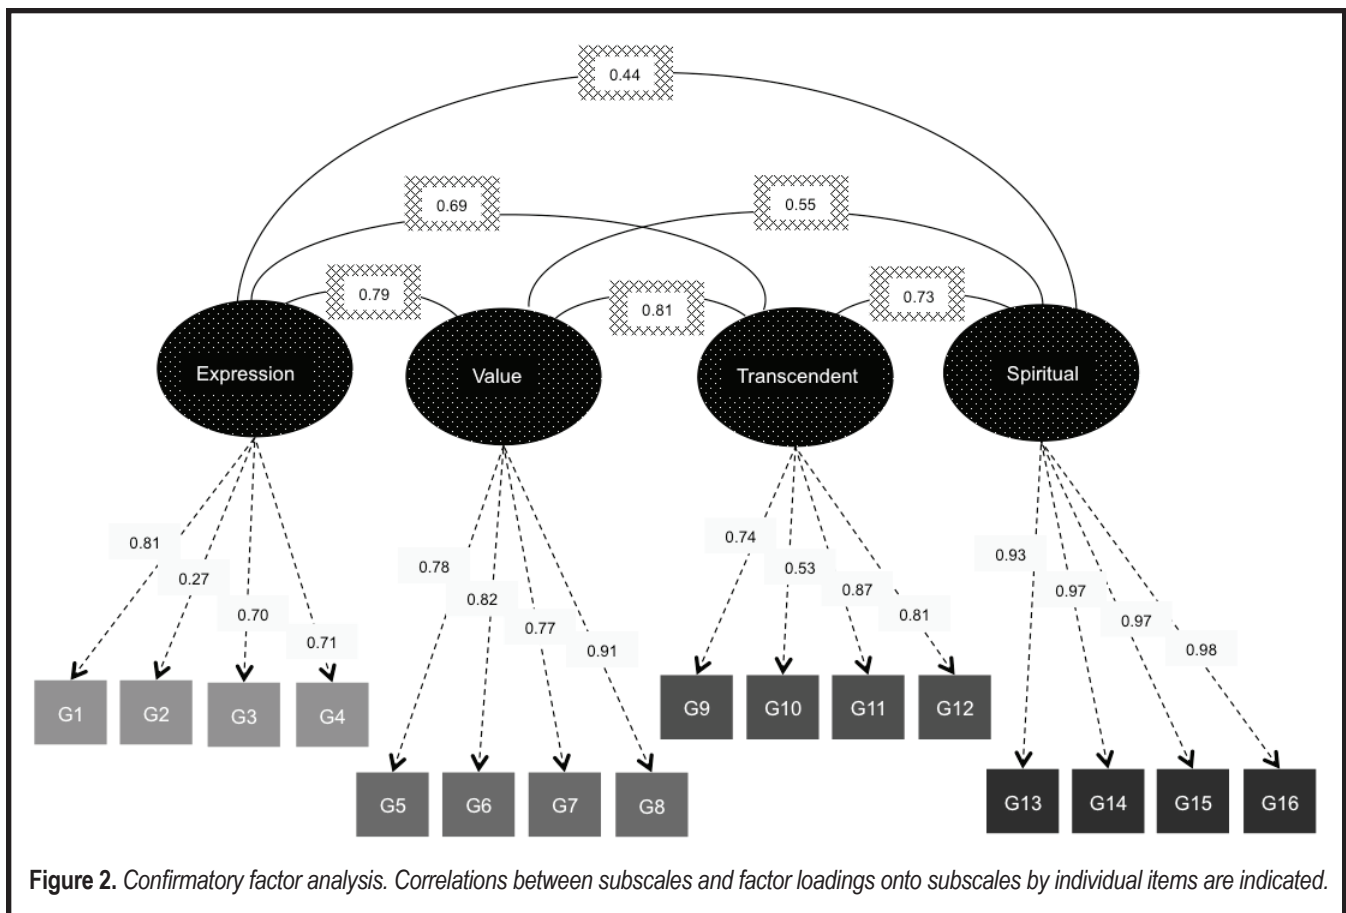 0.44
0.69
0.55
0.79
0.81
0.73
Expression
Value
Transcendent
Spiritual
0.81
0.27
0.70
0.71
0.78
0.82
0.77
0.91
0.74
0.53
0.87
0.81
0.93
0.97
0.97
0.98
G1
G2
G3
G4
G5
G6
G7
G8
G9
G10
G11
G12
G13
G14
G15
G16
Figure 2. Confirmatory factor analysis. Correlations between subscales and factor loadings onto subscales by individual items are indicated.